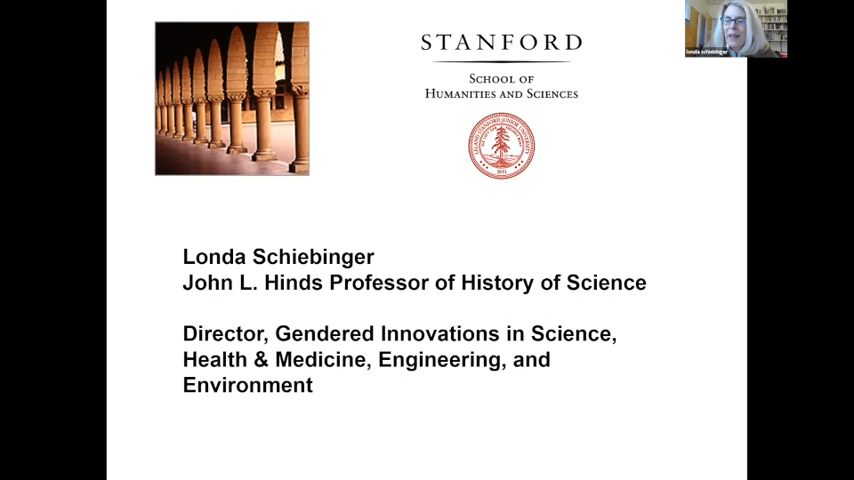 STANFORD
SCHOOL OF
HUMANITIES AND SCIENCES
londa schiebinger
Londa Schiebinger
John L. Hinds Professor of History of Science
Director, Gendered Innovations in Science,
Health & Medicine, Engineering, and
Environment